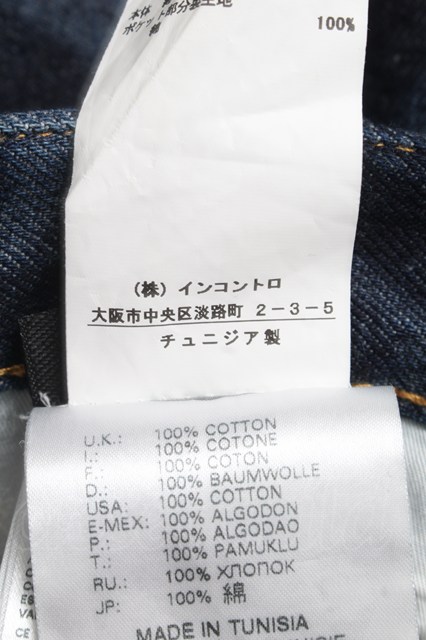 本体
ポケット部分裏生地
綿 100%
(株) インコントロ
大阪市中央区淡路町 2-3-5
チュニジア製
U.K.: 100% COTTON
I.: 100% COTONE
F.: 100% COTON
D.: 100% BAUMWOLLE
USA: 100% COTTON
E-MEX: 100% ALGODON
P.: 100% ALGODAO
T.: 100% PAMUKLU
RU.: 100% ХЛОПОК
JP: 100% 綿
MADE IN TUNISIA